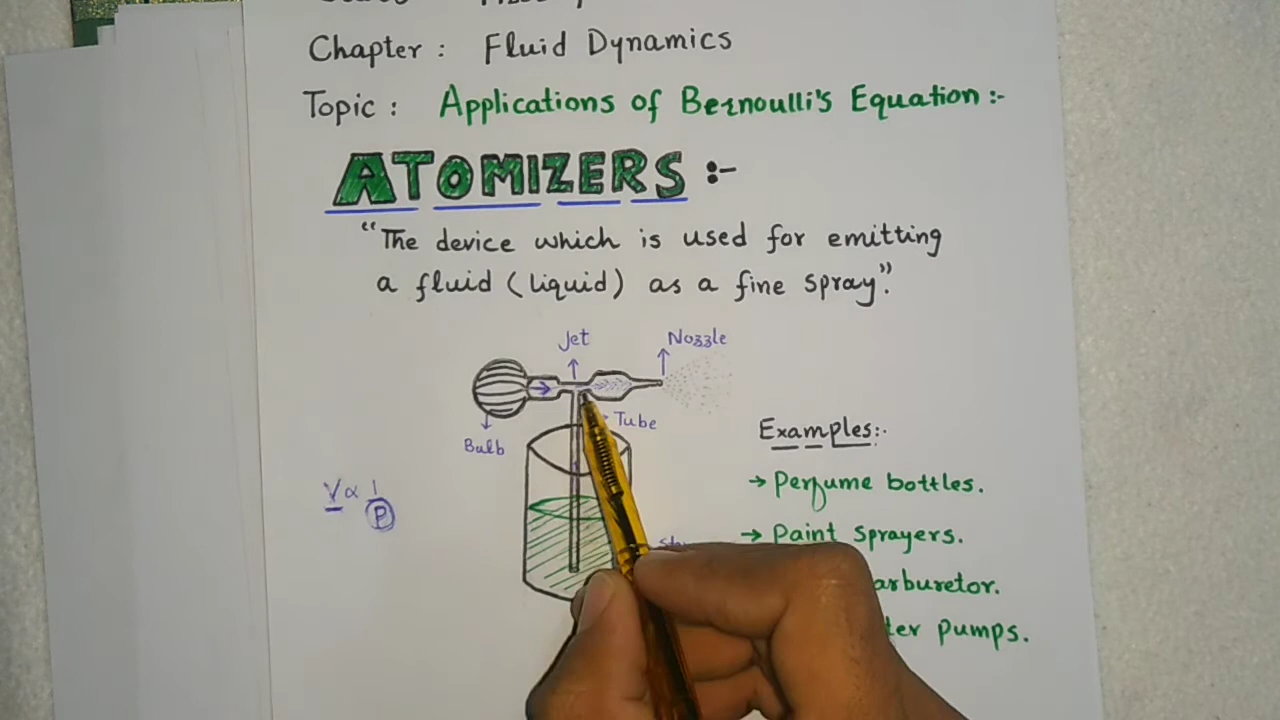 Chapter : Fluid Dynamics
Topic : Applications of Bernoulli's Equation :-
ATOMIZERS :-
"The device which is used for emitting
a fluid (liquid) as a fine spray".
Jet
Nozzle
Tube
Bulb
Examples:-
V ∝ 1
P
→ Perfume bottles.
→ Paint sprayers.
arburetor.
ter pumps.